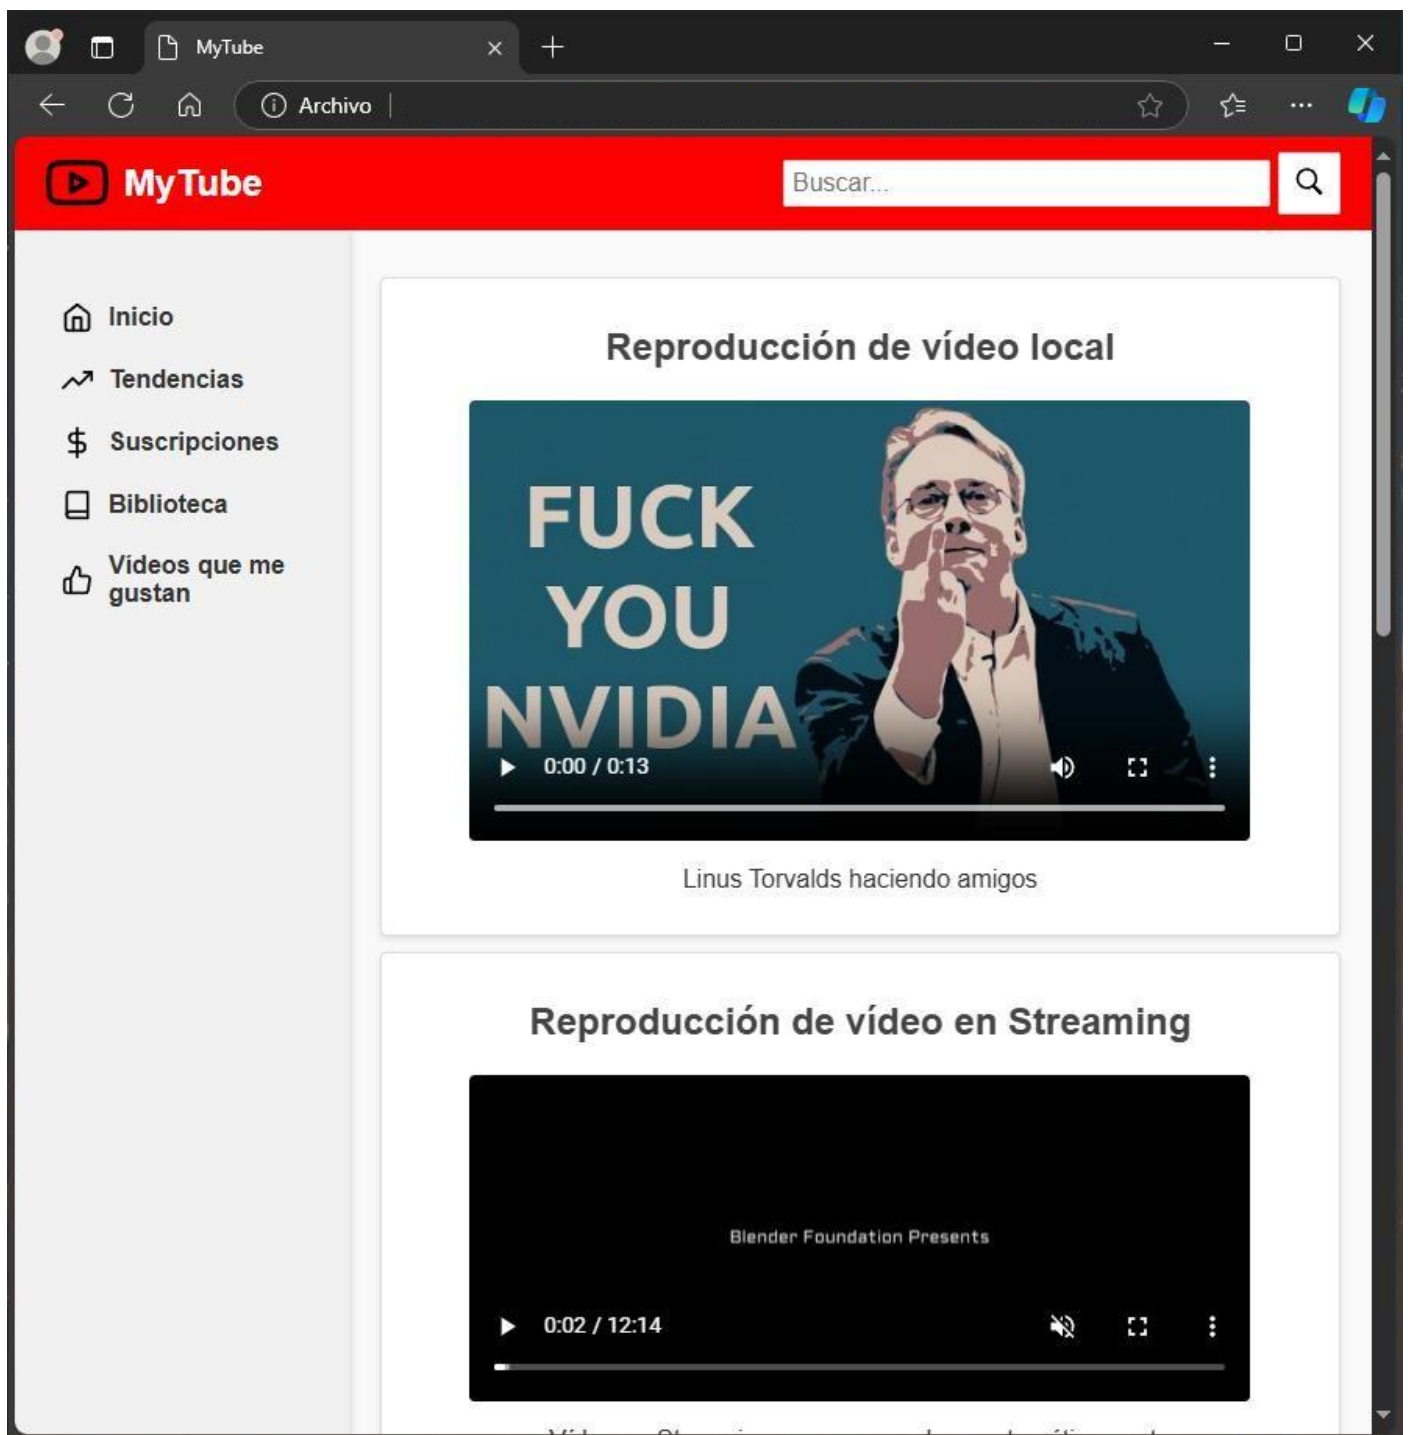 MyTube
Archivo
MyTube
Buscar...
Inicio
Tendencias
Suscripciones
Biblioteca
Vídeos que me
gustan
Reproducción de vídeo local
FUCK
YOU
NVIDIA
0:00 / 0:13
Linus Torvalds haciendo amigos
Reproducción de vídeo en Streaming
Blender Foundation Presents
0:02 / 12:14